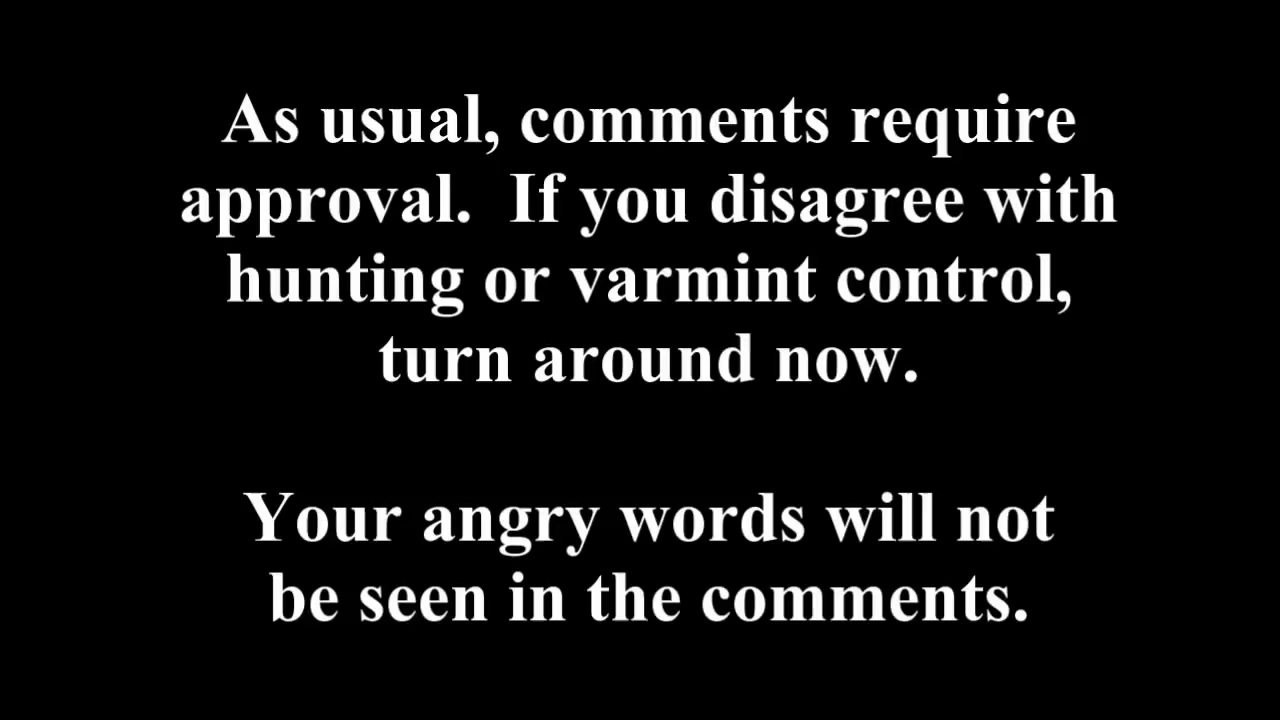 As usual, comments require
approval.  If you disagree with
hunting or varmint control,
turn around now.
Your angry words will not
be seen in the comments.